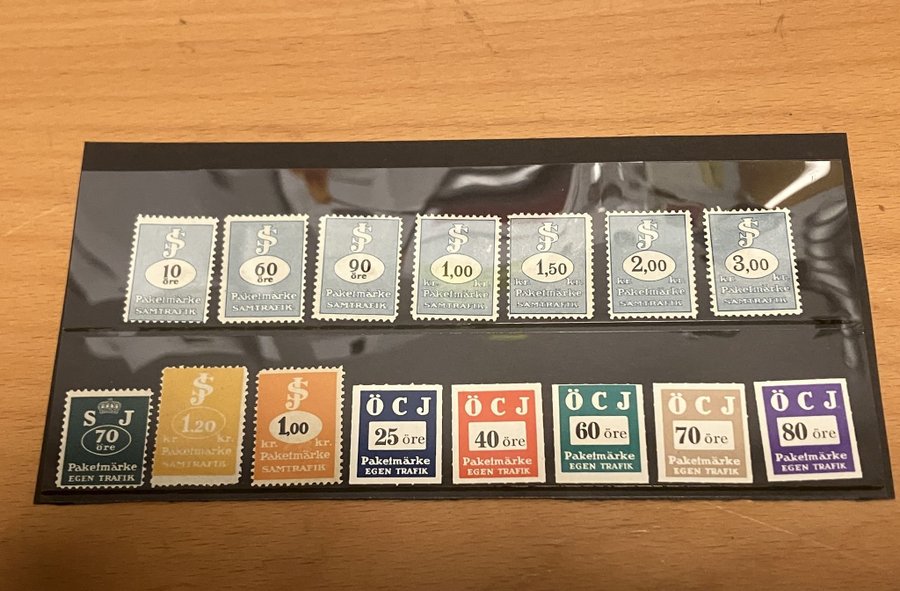 SJ
10
öre
Paketmärke
SAMTRAFIK
SJ
60
öre
Paketmärke
SAMTRAFIK
SJ
90
öre
Paketmärke
SAMTRAFIK
SJ
1,00
kr. kr.
Paketmärke
SAMTRAFIK
SJ
1,50
kr. kr.
Paketmärke
SAMTRAFIK
SJ
2,00
kr. kr.
Paketmärke
SAMTRAFIK
SJ
3,00
kr. kr.
Paketmärke
SAMTRAFIK
S J
70
öre
Paketmärke
EGEN TRAFIK
SJ
1.20
kr. kr.
Paketmärke
SAMTRAFIK
SJ
1,00
kr. kr.
Paketmärke
SAMTRAFIK
Ö C J
25 öre
Paketmärke
EGEN TRAFIK
Ö C J
40 öre
Paketmärke
EGEN TRAFIK
Ö C J
60 öre
Paketmärke
EGEN TRAFIK
Ö C J
70 öre
Paketmärke
EGEN TRAFIK
Ö C J
80 öre
Paketmärke
EGEN TRAFIK